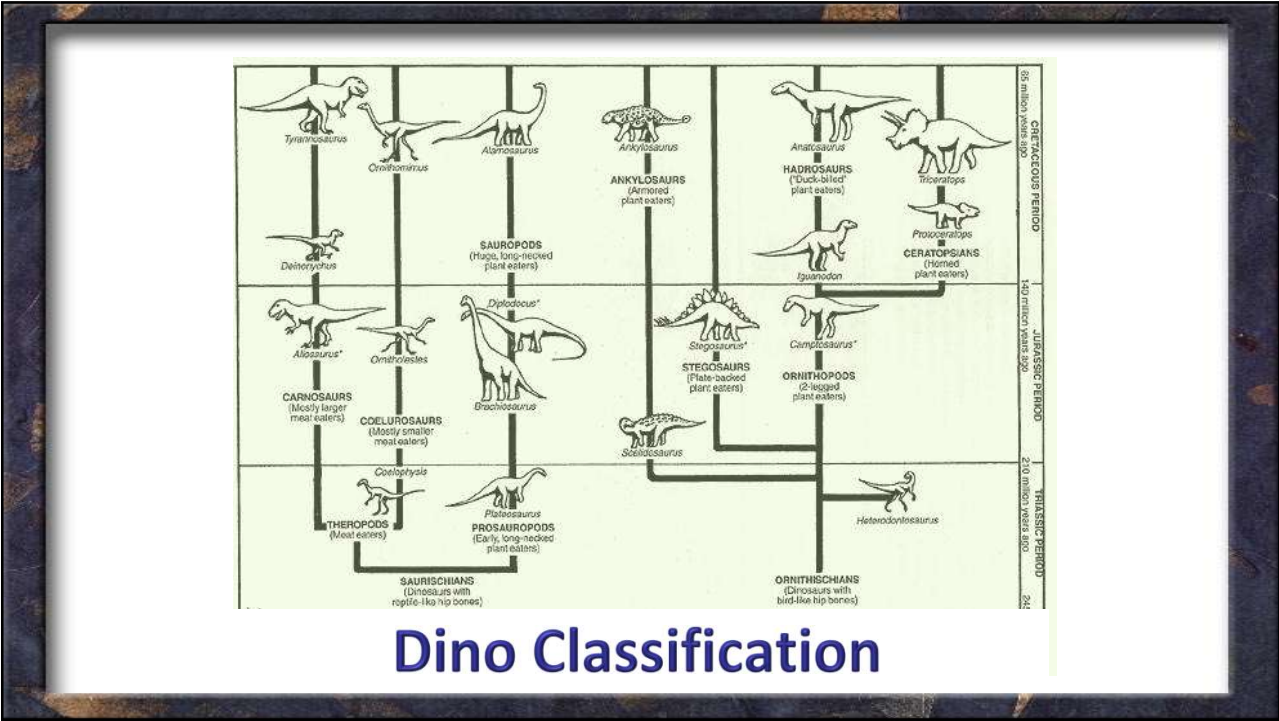 Tyrannosaurus
Ornithomimus
Alamosaurus
Ankylosaurus
ANKYLOSAURS
(Armored
plant eaters)
Anatosaurus
HADROSAURS
("Duck-billed"
plant eaters)
Triceratops
Protoceratops
CERATOPSIANS
(Horned
plant eaters)
Deinonychus
SAUROPODS
(Huge, long-necked
plant eaters)
Iguanodon
65 million years ago
CRETACEOUS PERIOD
Allosaurus*
Ornitholestes
Diplodocus*
Brachiosaurus
Stegosaurus*
STEGOSAURS
(Plate-backed
plant eaters)
Camptosaurus*
ORNITHOPODS
(2-legged
plant eaters)
CARNOSAURS
(Mostly larger
meat eaters)
COELUROSAURS
(Mostly smaller
meat eaters)
Scelidosaurus
140 million years ago
JURASSIC PERIOD
Coelophysis
THEROPODS
(Meat eaters)
Plateosaurus
PROSAUROPODS
(Early, long-necked
plant eaters)
Heterodontosaurus
210 million years ago
TRIASSIC PERIOD
SAURISCHIANS
(Dinosaurs with
reptile-like hip bones)
ORNITHISCHIANS
(Dinosaurs with
bird-like hip bones)
Dino Classification